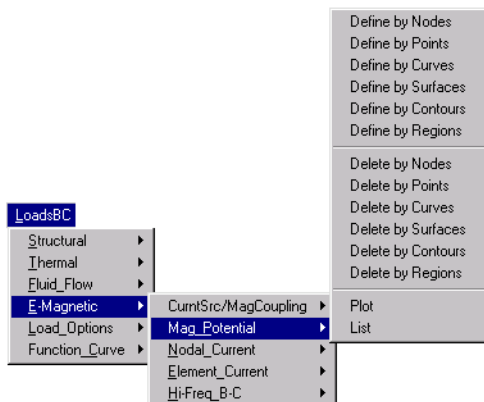 LoadsBC
Structural
Thermal
Fluid_Flow
E-Magnetic
Load_Options
Function_Curve
CurntSrc/MagCoupling
Mag_Potential
Nodal_Current
Element_Current
Hi-Freq_B-C
Define by Nodes
Define by Points
Define by Curves
Define by Surfaces
Define by Contours
Define by Regions
Delete by Nodes
Delete by Points
Delete by Curves
Delete by Surfaces
Delete by Contours
Delete by Regions
Plot
List